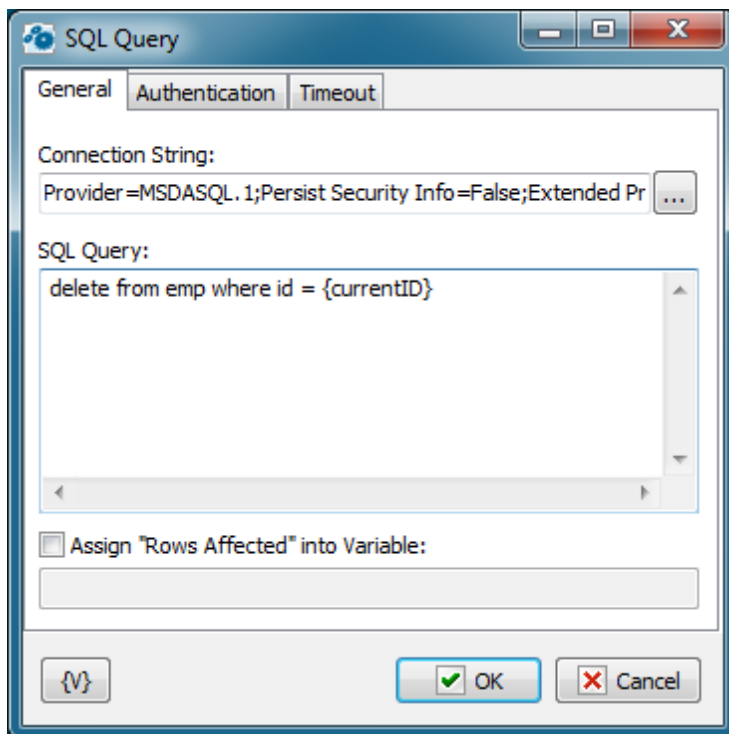 SQL Query
General Authentication Timeout
Connection String:
Provider=MSDASQL.1;Persist Security Info=False;Extended Pr ...
SQL Query:
delete from emp where id = {currentID}
Assign "Rows Affected" into Variable:
{V} OK Cancel